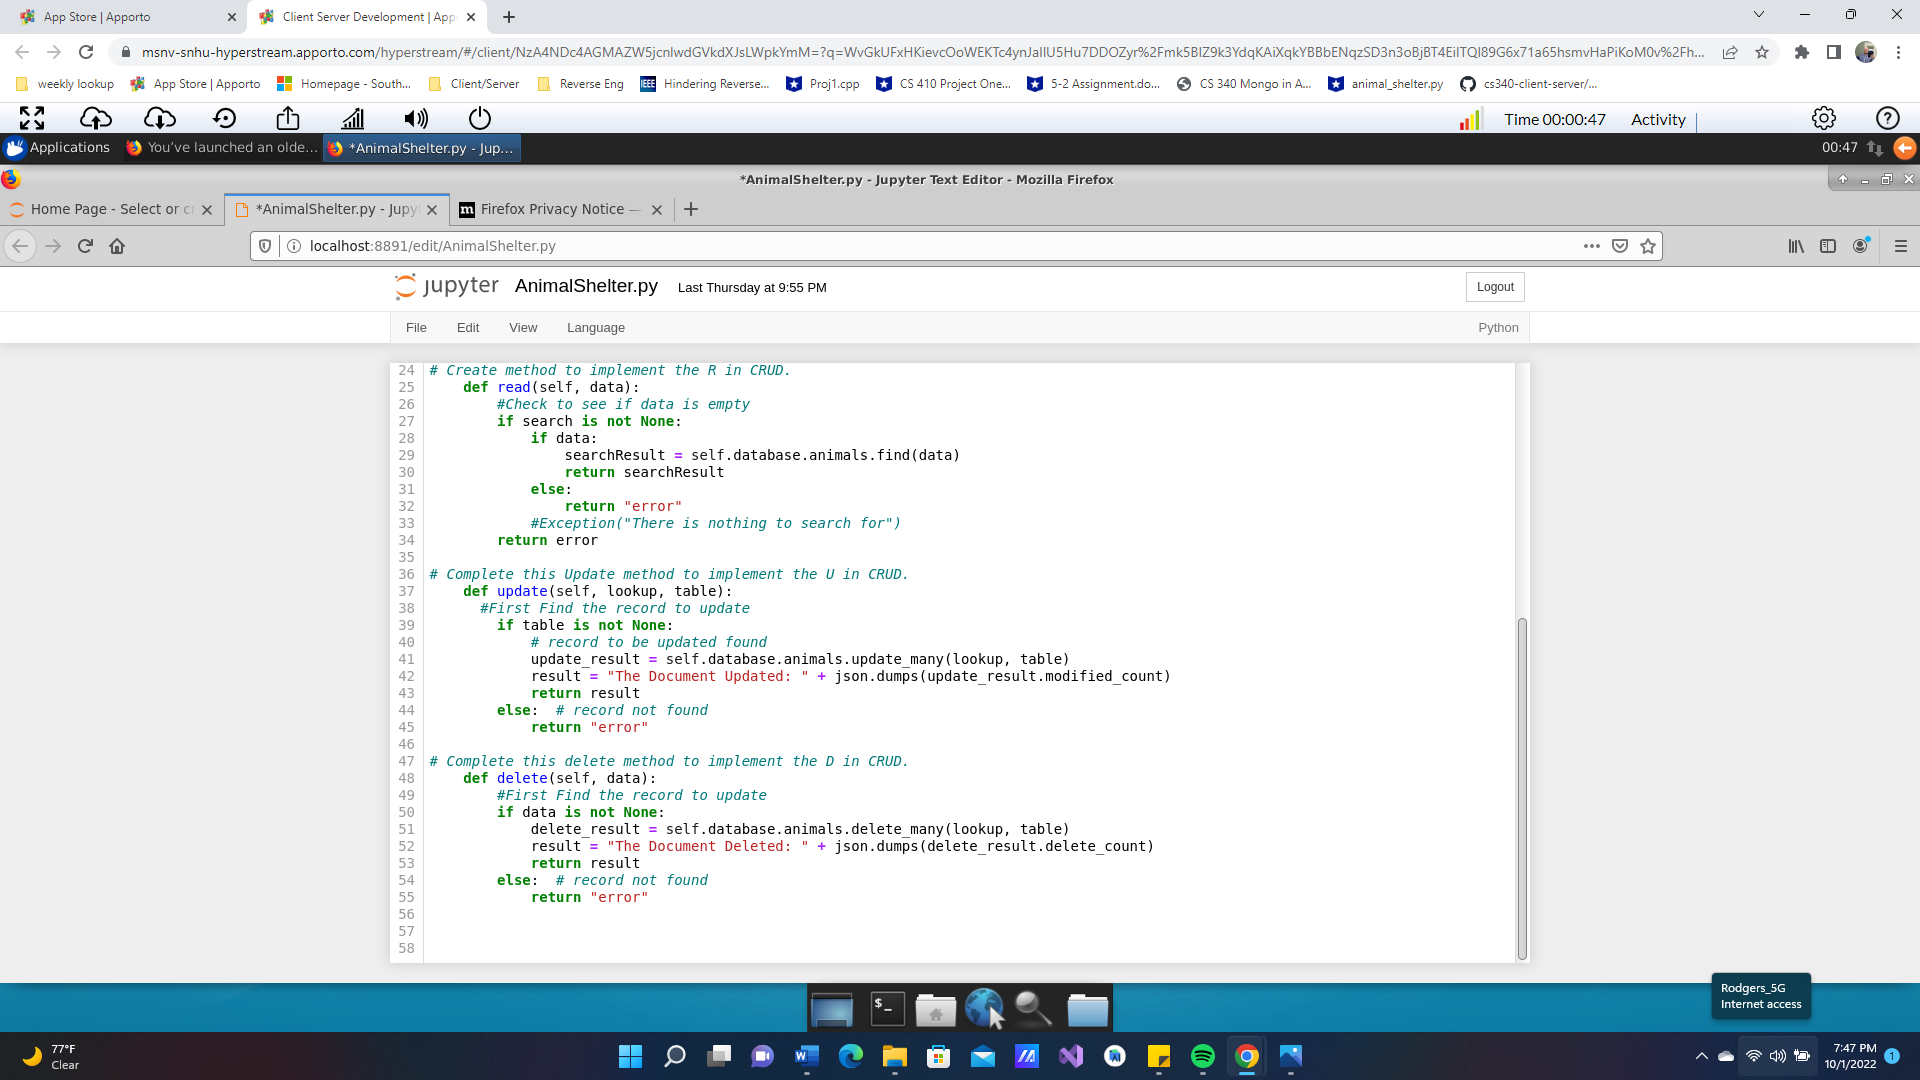 App Store | Apporto
Client Server Development | App
msnv-snhu-hyperstream.apporto.com/hyperstream/#/client/
weekly lookup
App Store | Apporto
Homepage - South...
Client/Server
Reverse Eng
IEEE
Hindering Reverse...
Proj1.cpp
CS 410 Project One...
5-2 Assignment.do...
CS 340 Mongo in A...
animal_shelter.py
cs340-client-server/...
Time 00:00:47
Activity
Applications
You've launched an olde...
*AnimalShelter.py - Jup...
00:47
*AnimalShelter.py - Jupyter Text Editor - Mozilla Firefox
Home Page - Select or cr
*AnimalShelter.py - Jupyt
m
Firefox Privacy Notice —
localhost:8891/edit/AnimalShelter.py
jupyter
AnimalShelter.py
Last Thursday at 9:55 PM
Logout
File
Edit
View
Language
Python
24 # Create method to implement the R in CRUD.
25 def read(self, data):
26 #Check to see if data is empty
27 if search is not None:
28 if data:
29 searchResult = self.database.animals.find(data)
30 return searchResult
31 else:
32 return "error"
33 #Exception("There is nothing to search for")
34 return error
35
36 # Complete this Update method to implement the U in CRUD.
37 def update(self, lookup, table):
38 #First Find the record to update
39 if table is not None:
40 # record to be updated found
41 update_result = self.database.animals.update_many(lookup, table)
42 result = "The Document Updated: " + json.dumps(update_result.modified_count)
43 return result
44 else: # record not found
45 return "error"
46
47 # Complete this delete method to implement the D in CRUD.
48 def delete(self, data):
49 #First Find the record to update
50 if data is not None:
51 delete_result = self.database.animals.delete_many(lookup, table)
52 result = "The Document Deleted: " + json.dumps(delete_result.delete_count)
53 return result
54 else: # record not found
55 return "error"
56
57
58
Rodgers_5G
Internet access
77°F
Clear
7:47 PM
10/1/2022
1